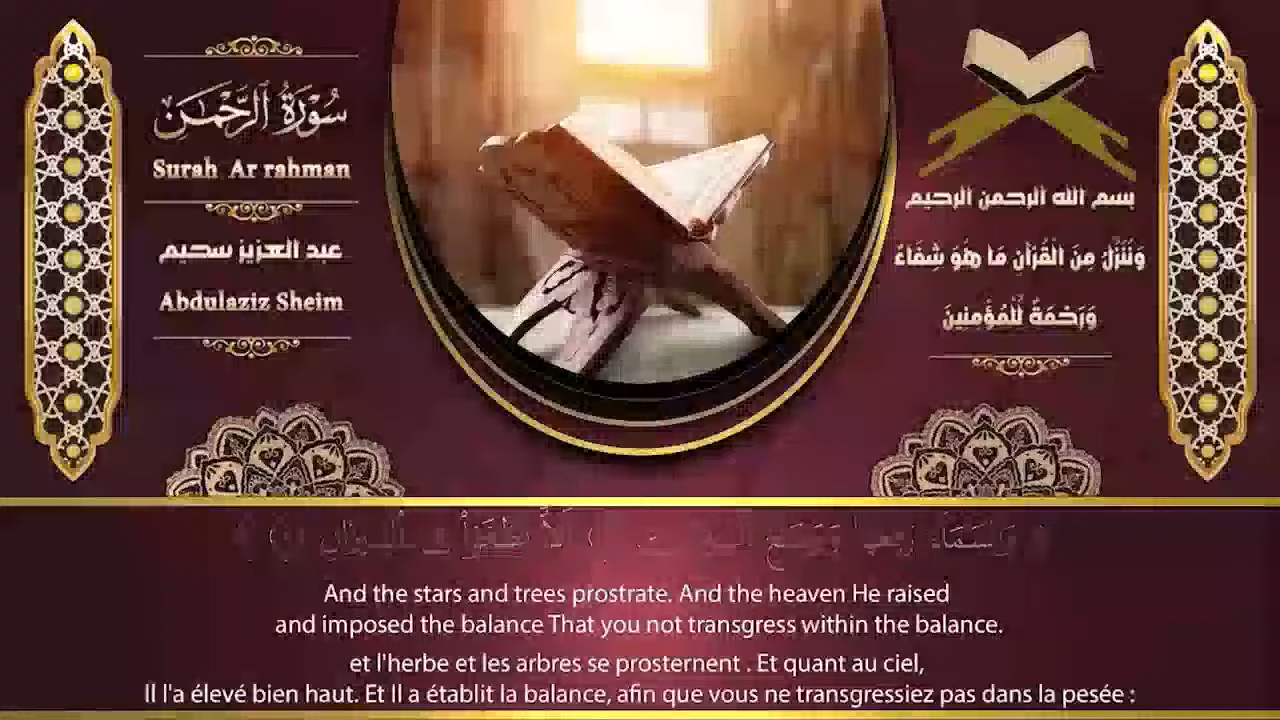 سُوْرَةُ الرَّحْمٰن
Surah Ar rahman
عبد العزيز سحيم
Abdulaziz Sheim
بسم الله الرحمن الرحيم
وَنُنَزِّلُ مِنَ الْقُرْآنِ مَا هُوَ شِفَاءٌ
وَرَحْمَةٌ لِّلْمُؤْمِنِينَ
And the stars and trees prostrate. And the heaven He raised
and imposed the balance That you not transgress within the balance.
et l'herbe et les arbres se prosternent . Et quant au ciel,
Il l'a élevé bien haut. Et Il a établit la balance, afin que vous ne transgressiez pas dans la pesée :